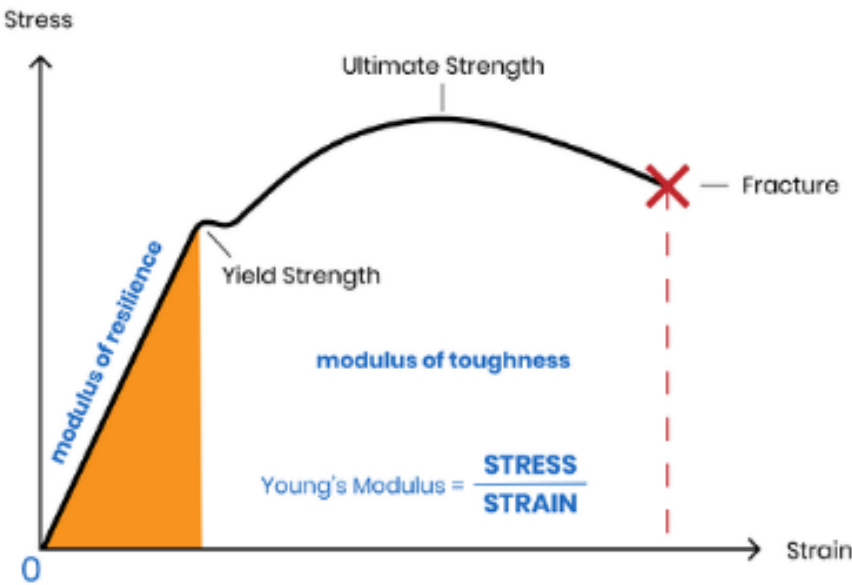 Stress
Ultimate Strength
Fracture
Yield Strength
modulus of resilience
modulus of toughness
Young's Modulus = STRESS
STRAIN
Strain
0